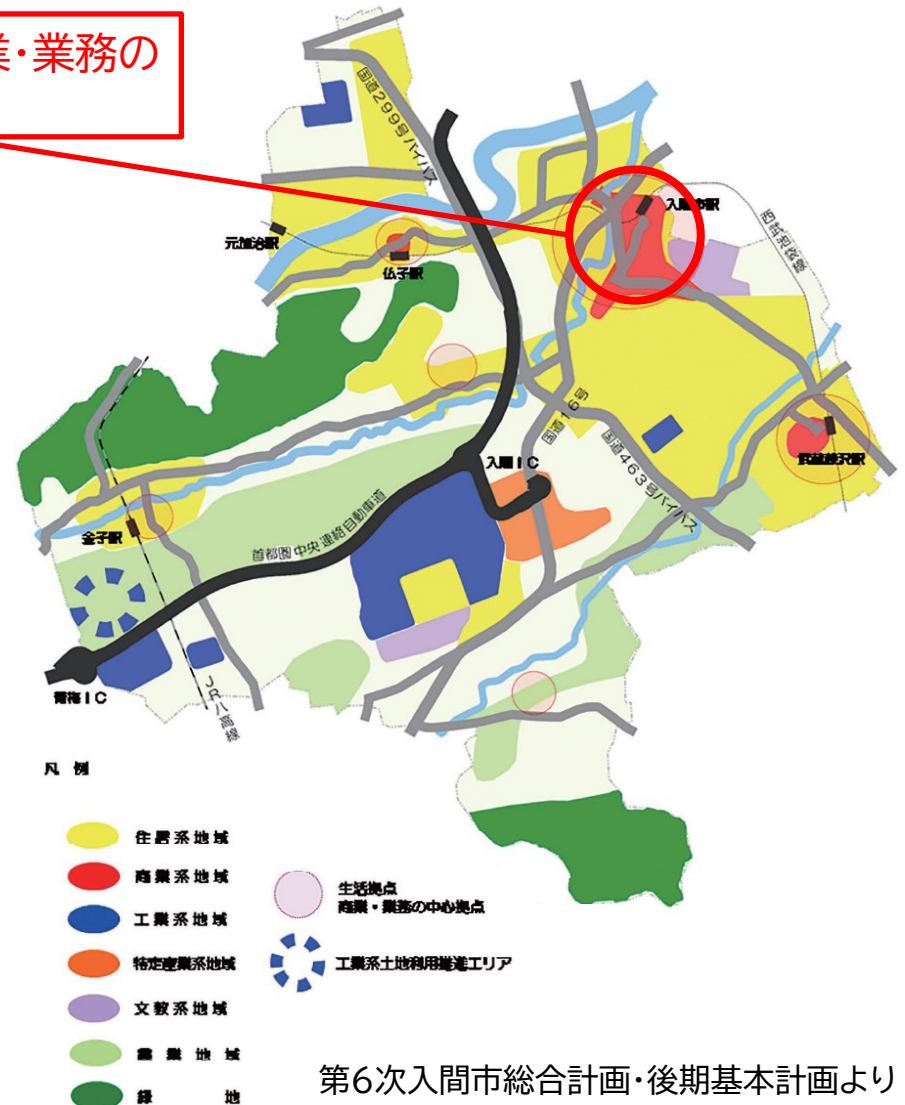 業・業務の
国道299号バイパス
入間市駅
元加治駅
仏子駅
西武池袋線
国道16号
国道463号バイパス
武蔵藤沢駅
入間IC
金子駅
首都圏中央連絡自動車道
青梅IC
JR八高線
凡 例
住居系地域
商業系地域
工業系地域
特定産業系地域
文教系地域
農業地域
緑 地
生活拠点
商業・業務の中心拠点
工業系土地利用推進エリア
第6次入間市総合計画・後期基本計画より